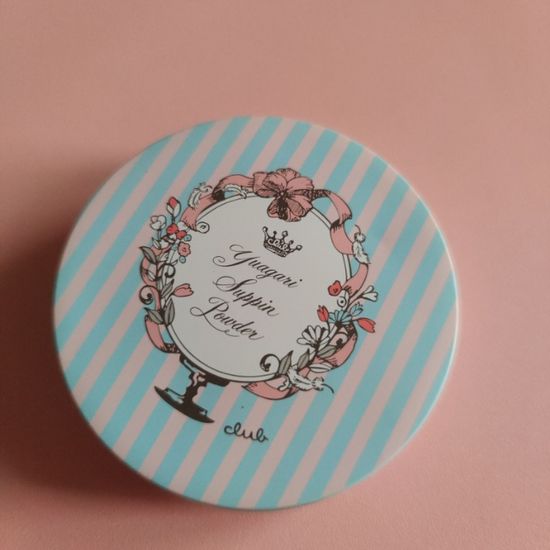 Yuagari
Suppin
Powder
club